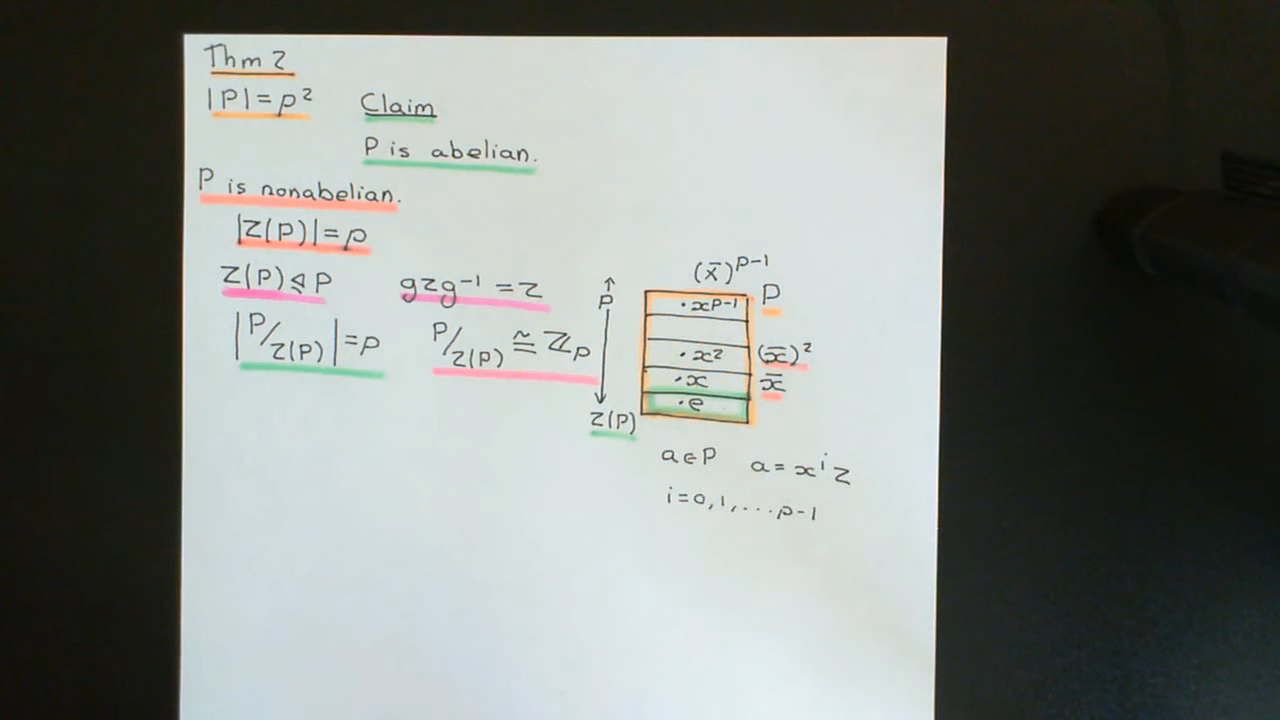 Thm 2
|P| = p² Claim
P is abelian.
P is nonabelian.
|Z(P)| = p
Z(P) ⊴ P gzg⁻¹ = z
|P/Z(P)| = p P/Z(P) ≅ ℤp
(x̄)ᵖ⁻¹
P
p
·xᵖ⁻¹
·x² (x̄)²
·x x̄
·e
Z(P)
a∈P a = xⁱz
i = 0, 1, ... p-1